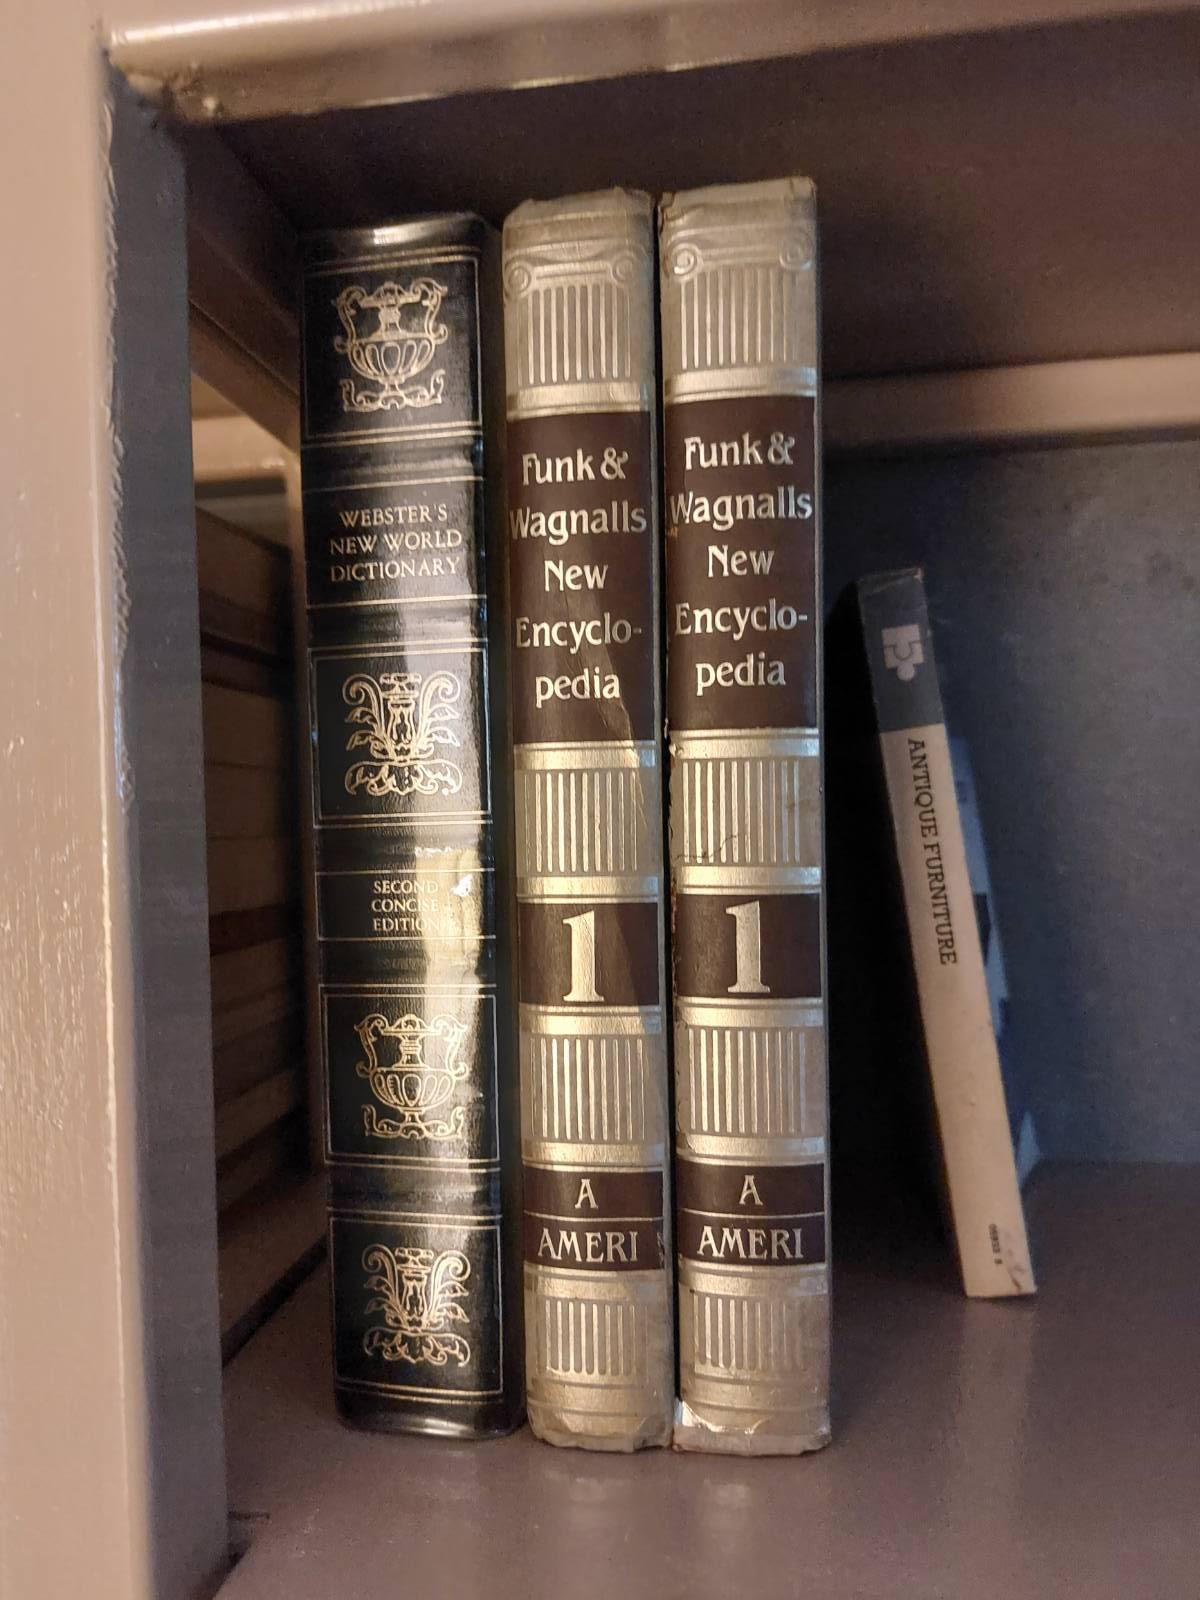 WEBSTER'S
NEW WORLD
DICTIONARY
SECOND
CONCISE
EDITION
Funk &
Wagnalls
New
Encyclo-
pedia
1
A
AMERI
Funk &
Wagnalls
New
Encyclo-
pedia
1
A
AMERI
ANTIQUE FURNITURE